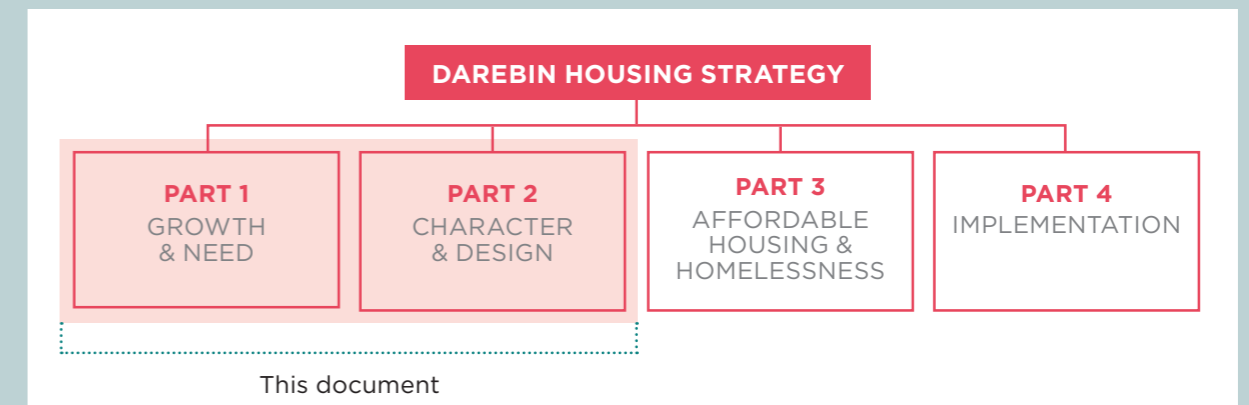 DAREBIN HOUSING STRATEGY
PART 1
GROWTH
& NEED
PART 2
CHARACTER
& DESIGN
PART 3
AFFORDABLE
HOUSING &
HOMELESSNESS
PART 4
IMPLEMENTATION
This document